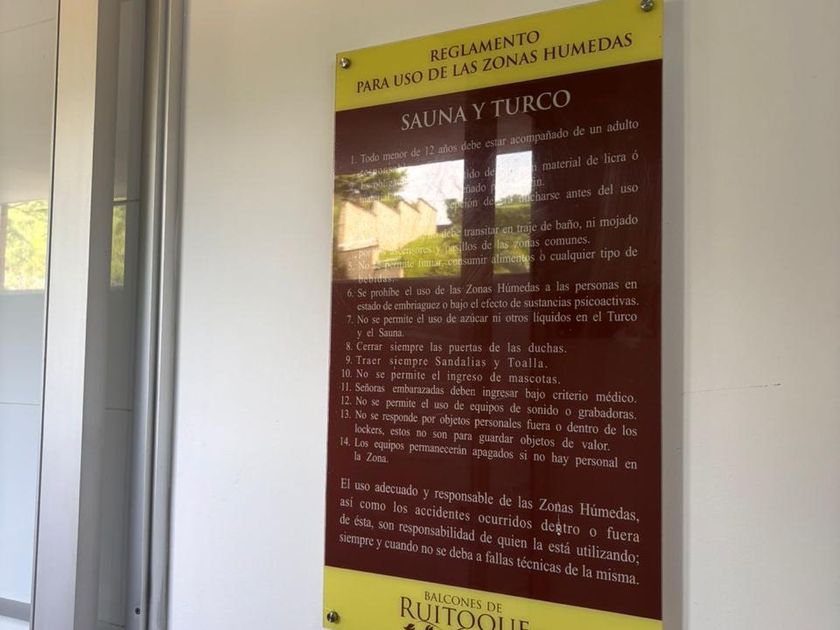 REGLAMENTO
PARA USO DE LAS ZONAS HUMEDAS
SAUNA Y TURCO
1. Todo menor de 12 años debe estar acompañado de un adulto
material de licra ó
ducharse antes del uso
debe transitar en traje de baño, ni mojado
ascensores y pasillos de las zonas comunes.
5. No se permite fumar, consumir alimentos o cualquier tipo de
bebidas.
6. Se prohíbe el uso de las Zonas Húmedas a las personas en
estado de embriaguez o bajo el efecto de sustancias psicoactivas.
7. No se permite el uso de azúcar ni otros líquidos en el Turco
y el Sauna.
8. Cerrar siempre las puertas de las duchas.
9. Traer siempre Sandalias y Toalla.
10. No se permite el ingreso de mascotas.
11. Señoras embarazadas deben ingresar bajo criterio médico.
12. No se permite el uso de equipos de sonido o grabadoras.
13. No se responde por objetos personales fuera o dentro de los
lockers, estos no son para guardar objetos de valor.
14. Los equipos permanecerán apagados si no hay personal en
la Zona.
El uso adecuado y responsable de las Zonas Húmedas,
así como los accidentes ocurridos dentro o fuera
de ésta, son responsabilidad de quien la está utilizando;
siempre y cuando no se deba a fallas técnicas de la misma.
BALCONES DE
RUITOQUE